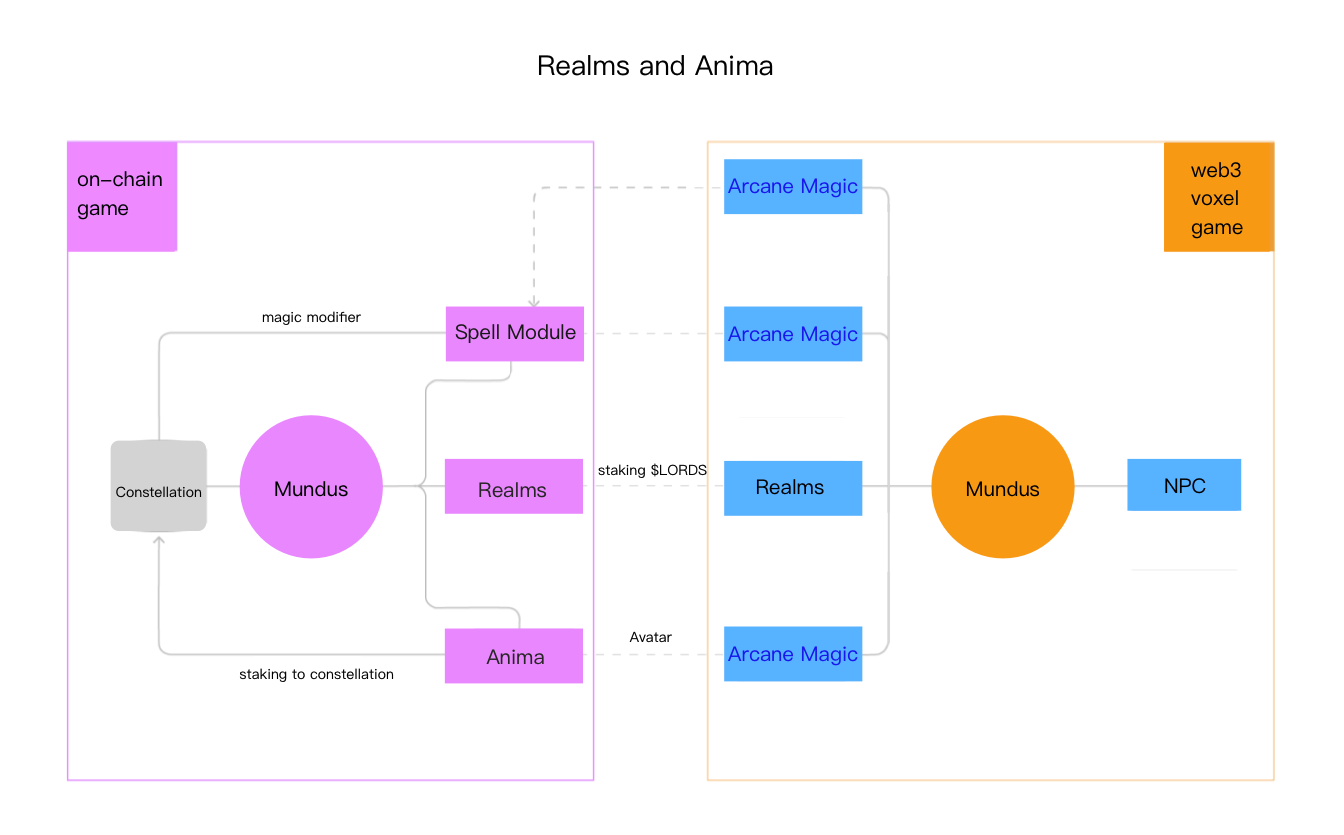 Realms and Anima
on-chain
game
magic modifier
Spell Module
Constellation
Mundus
Realms
Anima
staking to constellation
staking $LORDS
Avatar
web3
voxel
game
Arcane Magic
Arcane Magic
Realms
Mundus
NPC
Arcane Magic